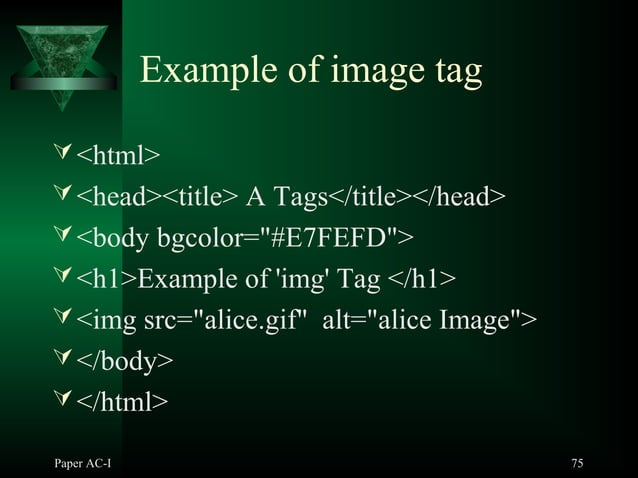 Example of image tag
<html>
<head><title> A Tags</title></head>
<body bgcolor="#E7FEFD">
<h1>Example of 'img' Tag </h1>
<img src="alice.gif"  alt="alice Image">
</body>
</html>
Paper AC-I 75